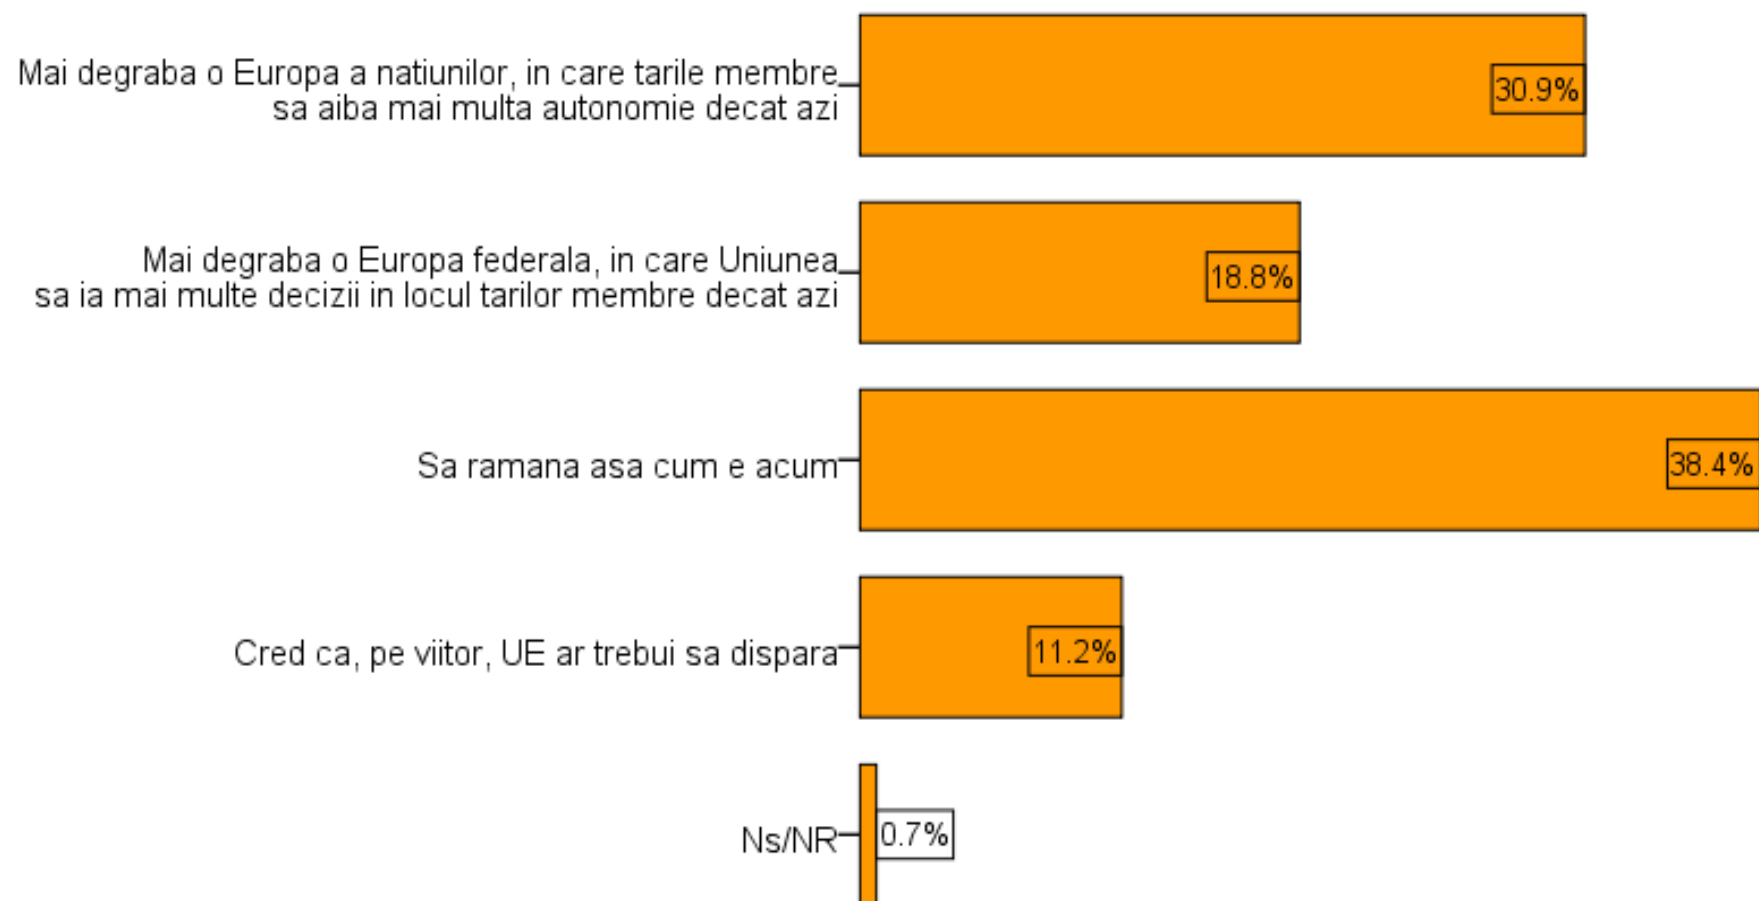 Mai degraba o Europa a natiunilor, in care tarile membre
sa aiba mai multa autonomie decat azi
30.9%
Mai degraba o Europa federala, in care Uniunea
sa ia mai multe decizii in locul tarilor membre decat azi
18.8%
Sa ramana asa cum e acum
38.4%
Cred ca, pe viitor, UE ar trebui sa dispara
11.2%
Ns/NR
0.7%